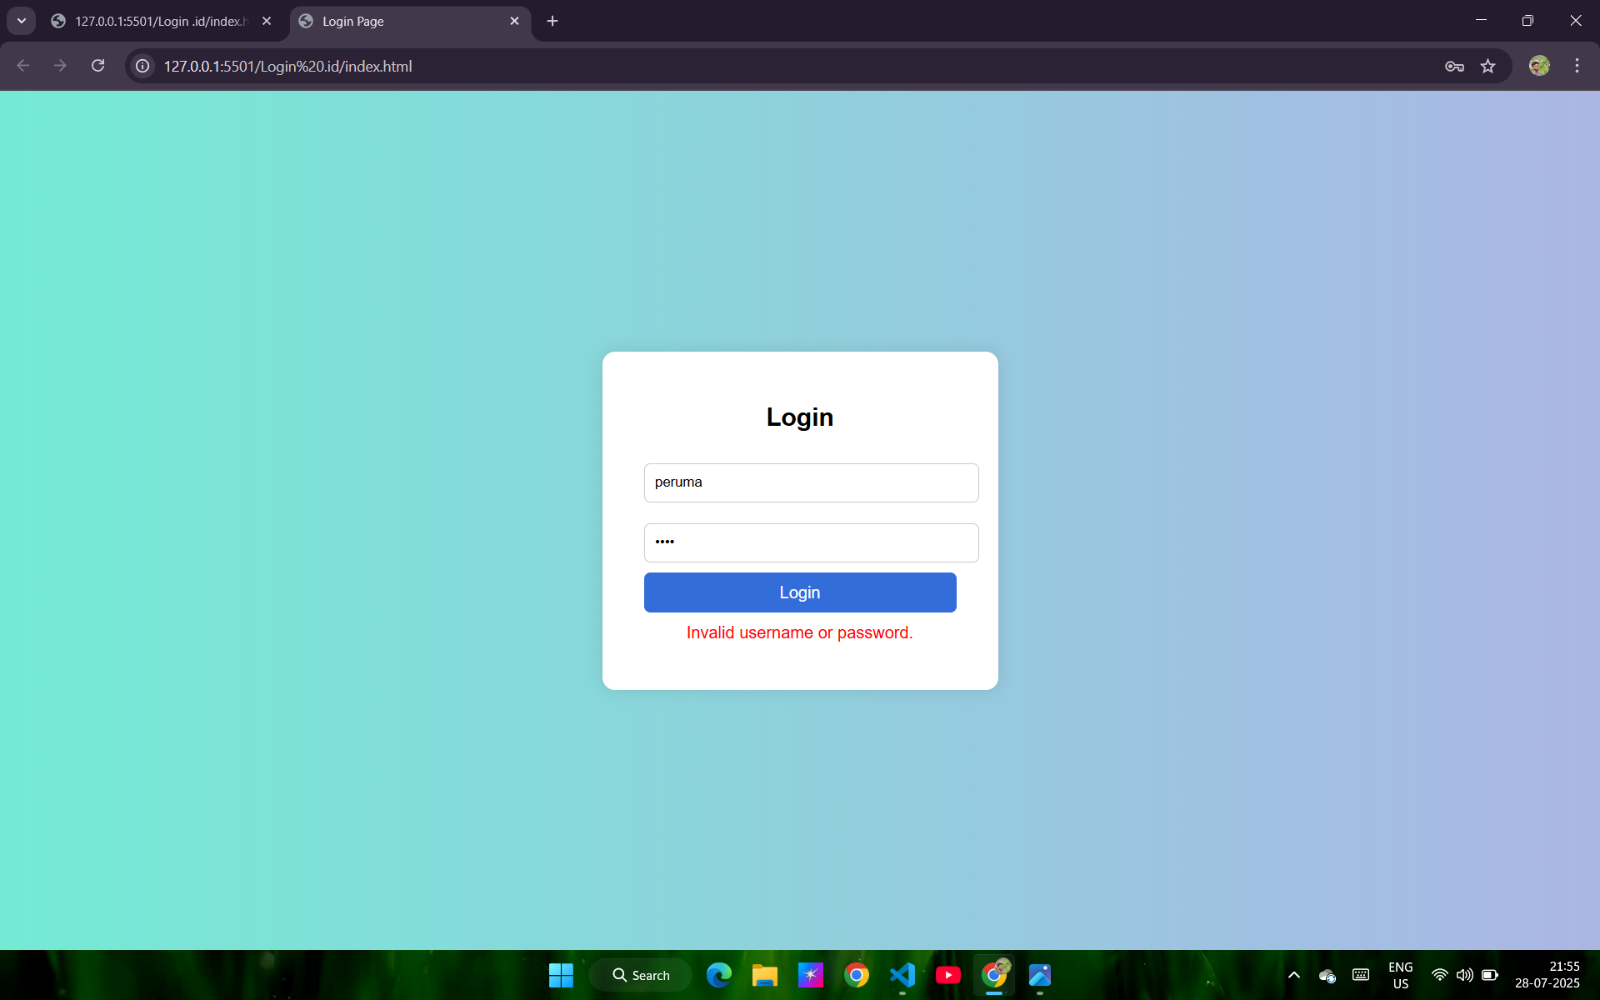 127.0.0.1:5501/Login .id/index.h
Login Page
127.0.0.1:5501/Login%20.id/index.html
Login
peruma
••••
Login
Invalid username or password.
Search
ENG
US
21:55
28-07-2025